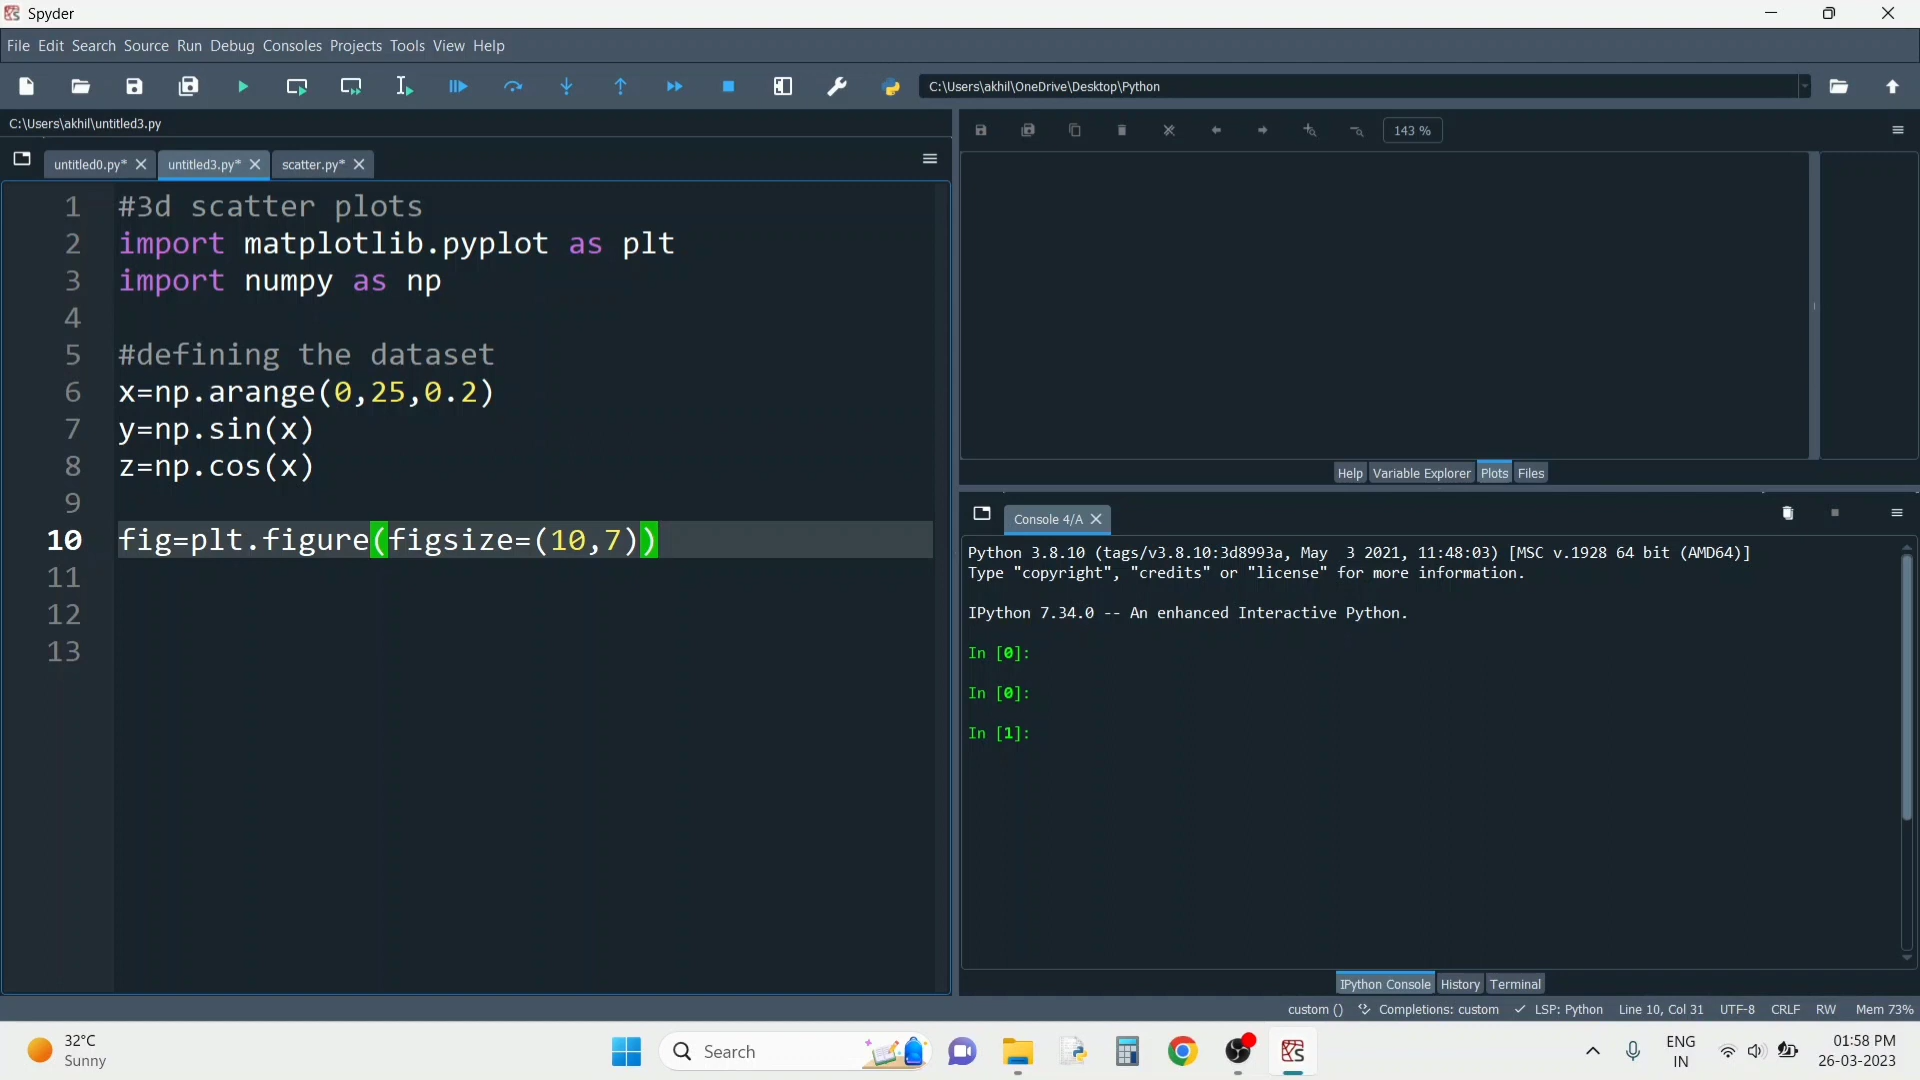 Spyder
File Edit Search Source Run Debug Consoles Projects Tools View Help
C:\Users\akhil\OneDrive\Desktop\Python
C:\Users\akhil\untitled3.py
143 %
untitled0.py* untitled3.py* scatter.py*
1 #3d scatter plots
2 import matplotlib.pyplot as plt
3 import numpy as np
4
5 #defining the dataset
6 x=np.arange(0,25,0.2)
7 y=np.sin(x)
8 z=np.cos(x)
9
10 fig=plt.figure(figsize=(10,7))
11
12
13
Help Variable Explorer Plots Files
Console 4/A
Python 3.8.10 (tags/v3.8.10:3d8993a, May  3 2021, 11:48:03) [MSC v.1928 64 bit (AMD64)]
Type "copyright", "credits" or "license" for more information.
IPython 7.34.0 -- An enhanced Interactive Python.
In [0]:
In [0]:
In [1]:
IPython Console History Terminal
custom () Completions: custom LSP: Python Line 10, Col 31 UTF-8 CRLF RW Mem 73%
32°C
Sunny
Search
ENG
IN
01:58 PM
26-03-2023